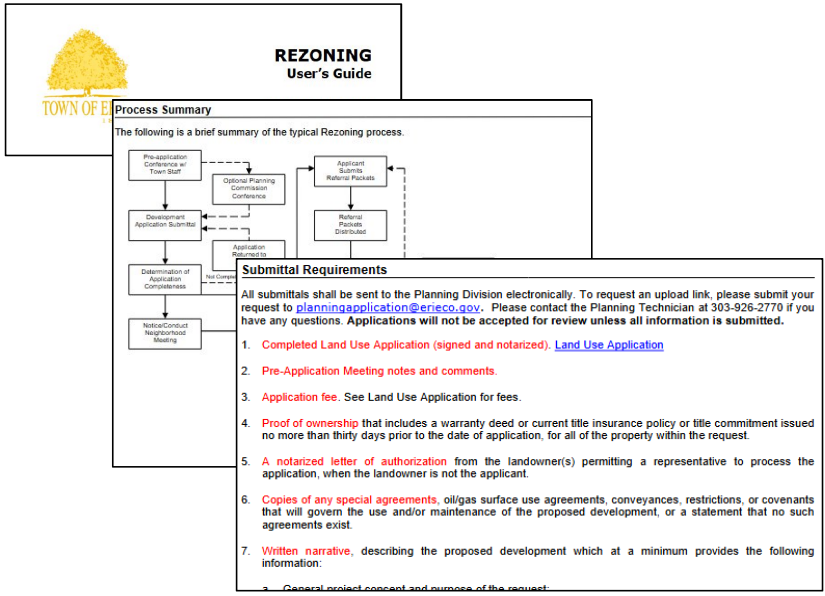 REZONING
User's Guide
TOWN OF
Process Summary
The following is a brief summary of the typical Rezoning process.
Pre-application
Conference w/
Town Staff
Optional Planning
Commission
Conference
Development
Application Submittal
Application
Returned to
Determination of
Application
Completeness
Not
Notice/Conduct
Neighborhood
Meeting
Applicant
Submits
Referral Packets
Referral
Packets
Distributed
Submittal Requirements
All submittals shall be sent to the Planning Division electronically. To request an upload link, please submit your
request to planningapplication@erieco.gov. Please contact the Planning Technician at 303-926-2770 if you
have any questions. Applications will not be accepted for review unless all information is submitted.
1. Completed Land Use Application (signed and notarized). Land Use Application
2. Pre-Application Meeting notes and comments.
3. Application fee. See Land Use Application for fees.
4. Proof of ownership that includes a warranty deed or current title insurance policy or title commitment issued
no more than thirty days prior to the date of application, for all of the property within the request.
5. A notarized letter of authorization from the landowner(s) permitting a representative to process the
application, when the landowner is not the applicant.
6. Copies of any special agreements, oil/gas surface use agreements, conveyances, restrictions, or covenants
that will govern the use and/or maintenance of the proposed development, or a statement that no such
agreements exist.
7. Written narrative, describing the proposed development which at a minimum provides the following
information:
a. General project concept and purpose of the request;